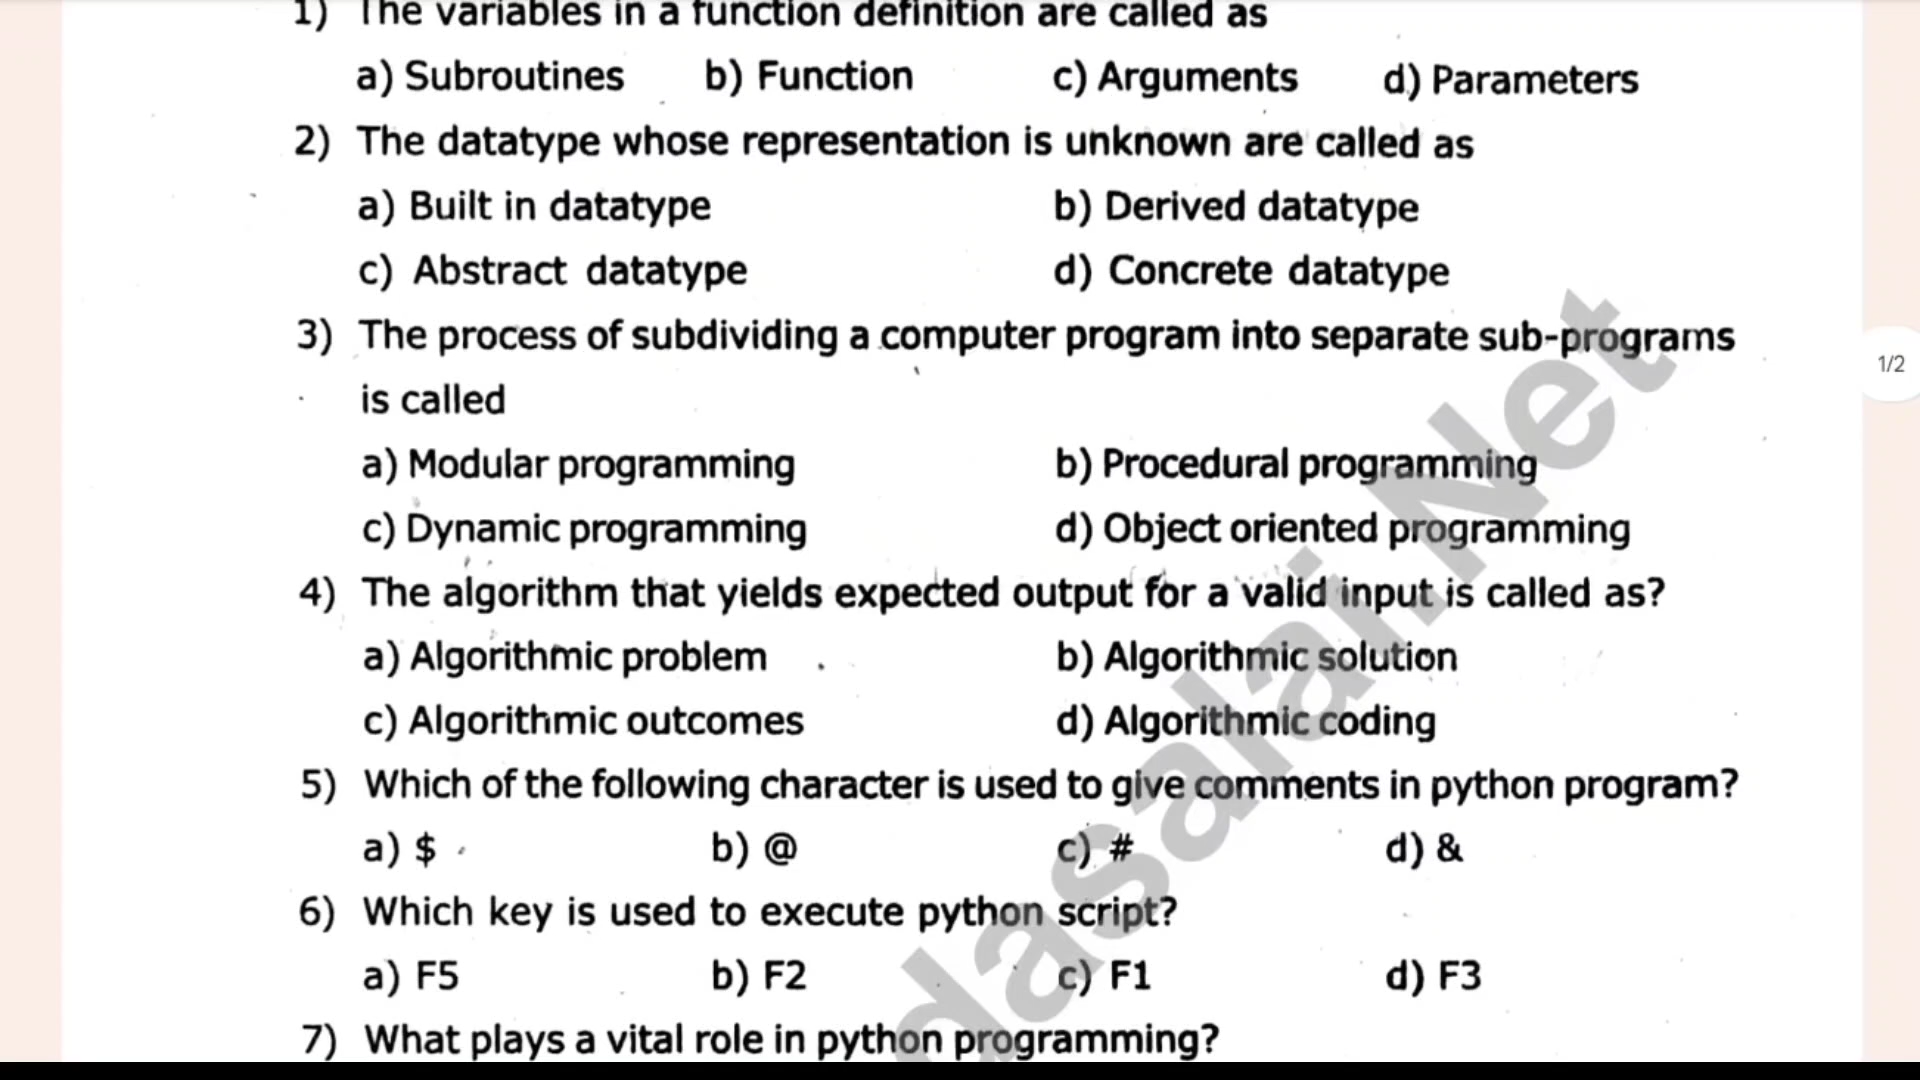 1) The variables in a function definition are called as
a) Subroutines b) Function c) Arguments d) Parameters
2) The datatype whose representation is unknown are called as
a) Built in datatype b) Derived datatype
c) Abstract datatype d) Concrete datatype
3) The process of subdividing a computer program into separate sub-programs
is called
a) Modular programming b) Procedural programming
c) Dynamic programming d) Object oriented programming
4) The algorithm that yields expected output for a valid input is called as?
a) Algorithmic problem b) Algorithmic solution
c) Algorithmic outcomes d) Algorithmic coding
5) Which of the following character is used to give comments in python program?
a) $ b) @ c) # d) &
6) Which key is used to execute python script?
a) F5 b) F2 c) F1 d) F3
7) What plays a vital role in python programming?
1/2
dasalai.Net